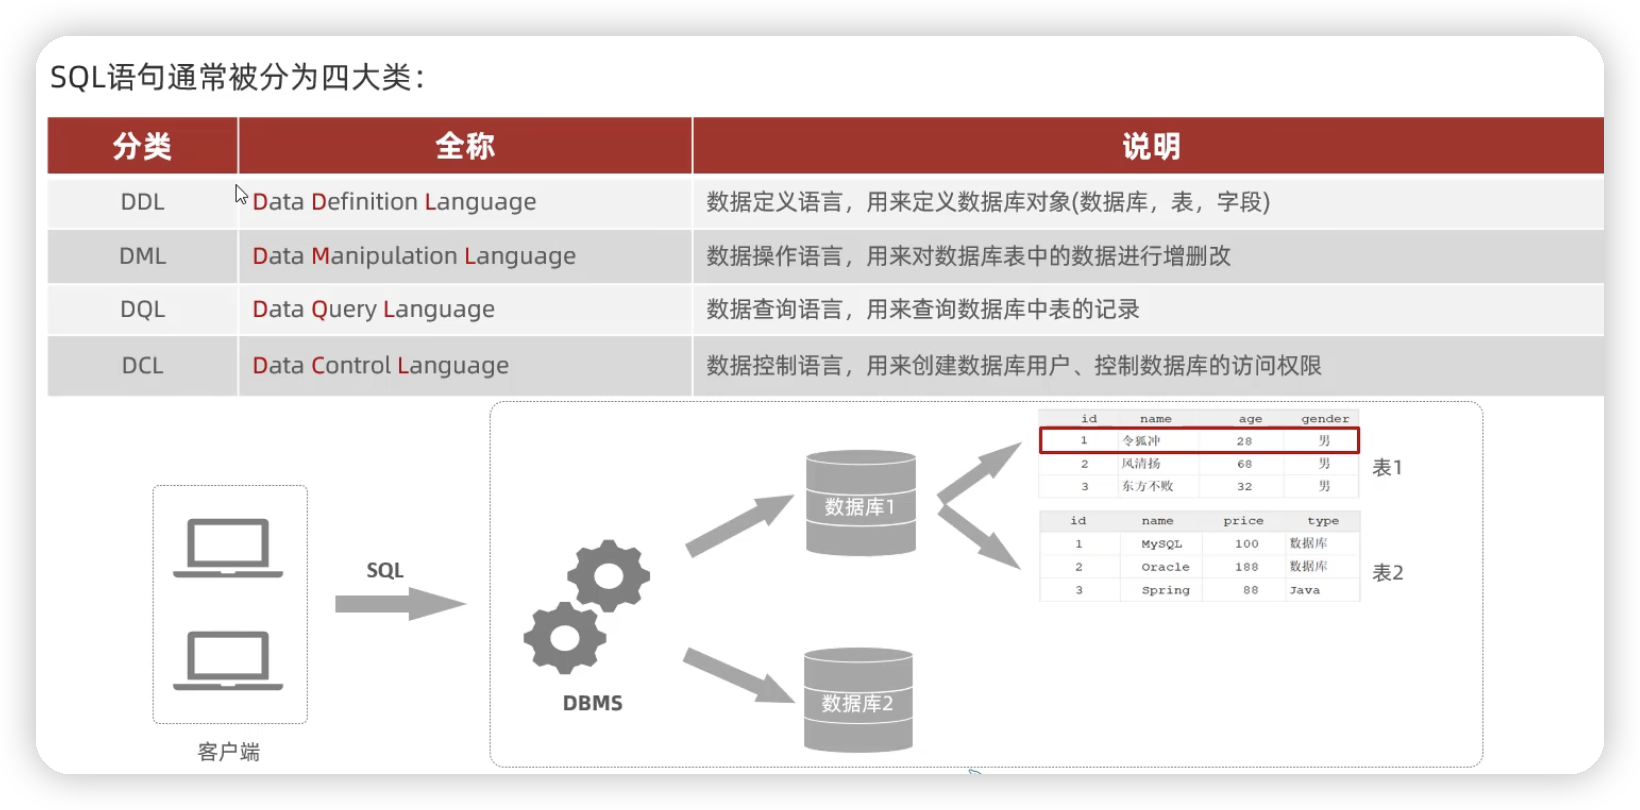 SQL语句通常被分为四大类：
分类 全称 说明
DDL Data Definition Language 数据定义语言，用来定义数据库对象(数据库，表，字段)
DML Data Manipulation Language 数据操作语言，用来对数据库表中的数据进行增删改
DQL Data Query Language 数据查询语言，用来查询数据库中表的记录
DCL Data Control Language 数据控制语言，用来创建数据库用户、控制数据库的访问权限
客户端
SQL
DBMS
数据库1
数据库2
id name age gender
1 令狐冲 28 男
2 风清扬 68 男
3 东方不败 32 男
表1
id name price type
1 MySQL 100 数据库
2 Oracle 188 数据库
3 Spring 88 Java
表2